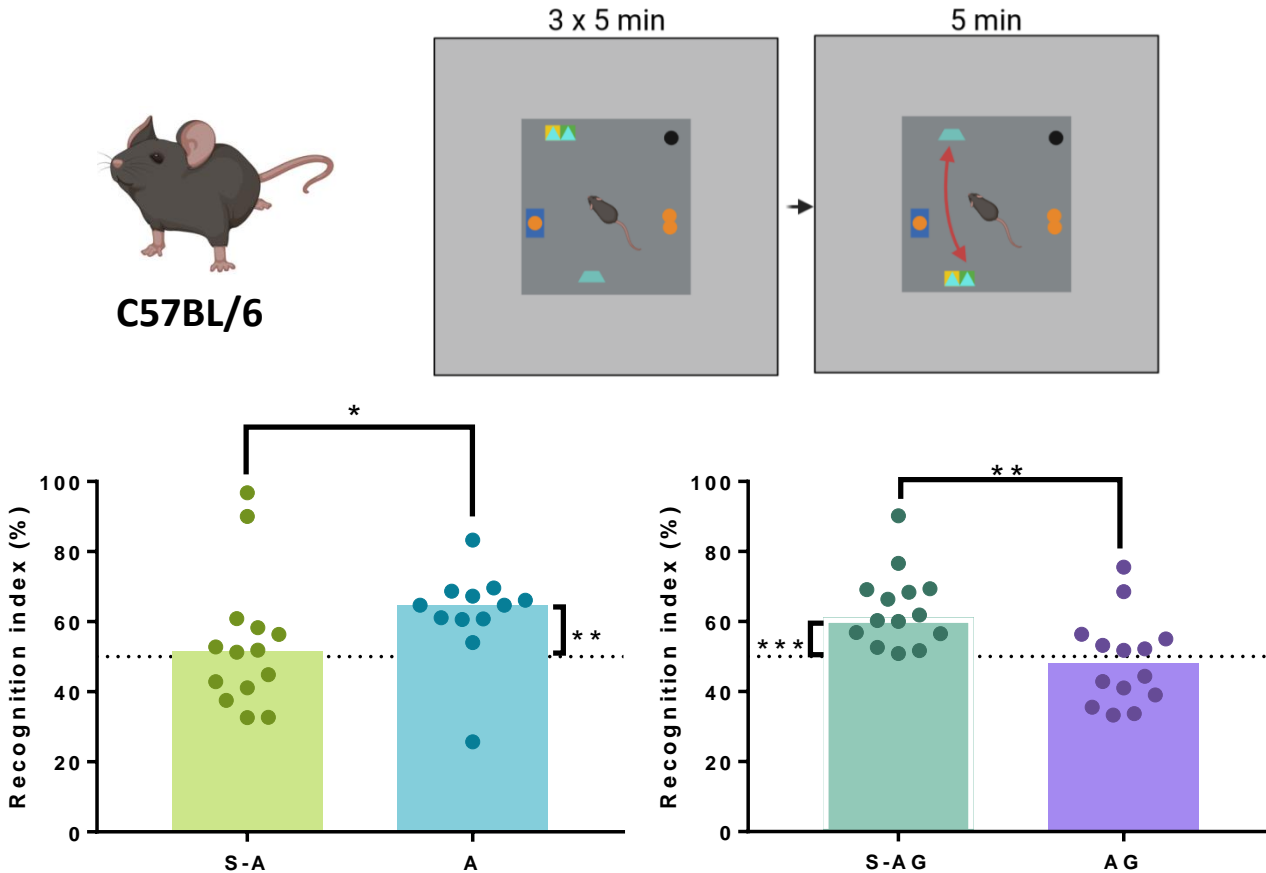 3 x 5 min
5 min
C57BL/6
*
Recognition index (%)
100
80
60
40
20
0
**
S-A
A
**
Recognition index (%)
100
80
60
40
20
0
***
S-AG
AG